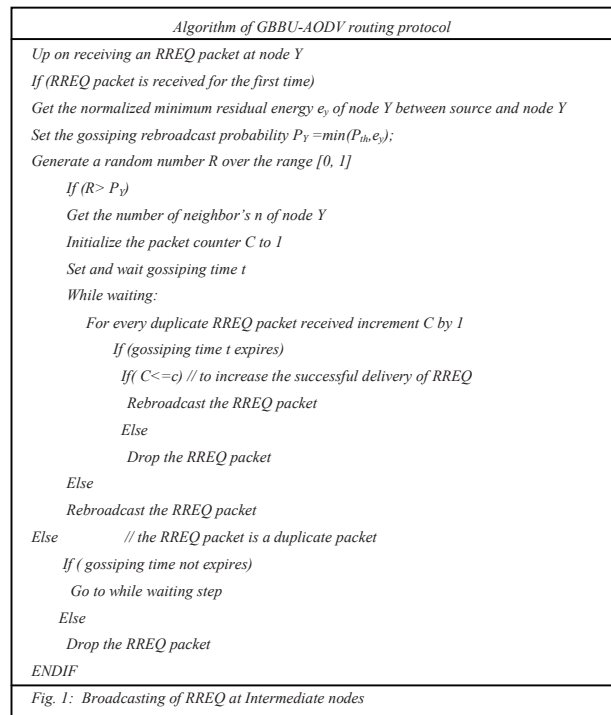 Algorithm of GBBU-AODV routing protocol
Up on receiving an RREQ packet at node Y
If (RREQ packet is received for the first time)
Get the normalized minimum residual energy ey of node Y between source and node Y
Set the gossiping rebroadcast probability PY =min(Pth,ey);
Generate a random number R over the range [0, 1]
If (R> PY)
Get the number of neighbor's n of node Y
Initialize the packet counter C to 1
Set and wait gossiping time t
While waiting:
For every duplicate RREQ packet received increment C by 1
If (gossiping time t expires)
If( C<=c) // to increase the successful delivery of RREQ
Rebroadcast the RREQ packet
Else
Drop the RREQ packet
Else
Rebroadcast the RREQ packet
Else // the RREQ packet is a duplicate packet
If ( gossiping time not expires)
Go to while waiting step
Else
Drop the RREQ packet
ENDIF
Fig. 1: Broadcasting of RREQ at Intermediate nodes